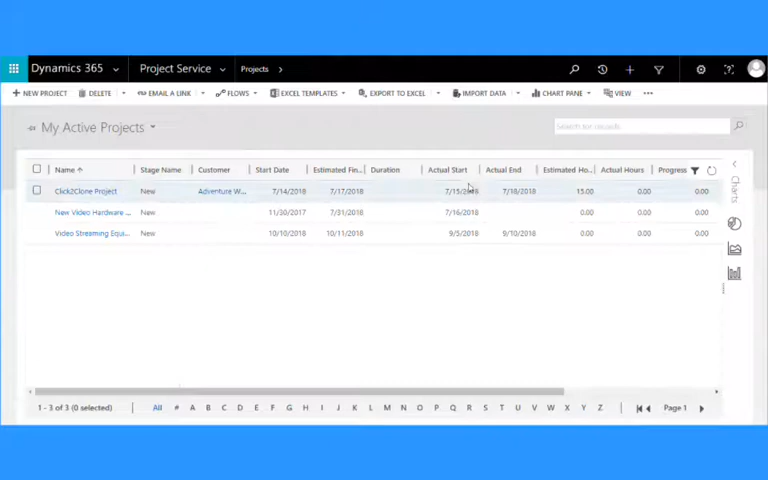 Dynamics 365 Project Service Projects
NEW PROJECT DELETE EMAIL A LINK FLOWS EXCEL TEMPLATES EXPORT TO EXCEL IMPORT DATA CHART PANE VIEW ...
My Active Projects
Search for records
Name Stage Name Customer Start Date Estimated Fin... Duration Actual Start Actual End Estimated Ho... Actual Hours Progress
Click2Clone Project New Adventure W... 7/14/2018 7/17/2018 7/15/2018 7/18/2018 15.00 0.00 0.00
New Video Hardware ... New 11/30/2017 7/31/2018 7/16/2018 0.00 0.00 0.00
Video Streaming Equi... New 10/10/2018 10/11/2018 9/5/2018 9/10/2018 0.00 0.00 0.00
Charts
1 - 3 of 3 (0 selected) All # A B C D E F G H I J K L M N O P Q R S T U V W X Y Z Page 1